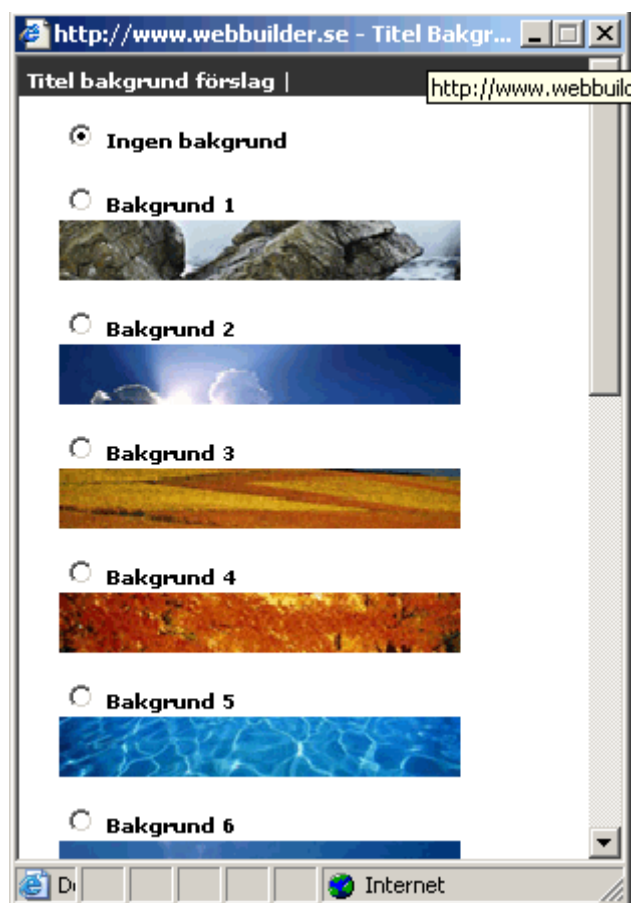 http://www.webbuilder.se - Titel Bakgr...
Titel bakgrund förslag |
http://www.webbuild
Ingen bakgrund
Bakgrund 1
Bakgrund 2
Bakgrund 3
Bakgrund 4
Bakgrund 5
Bakgrund 6
Internet